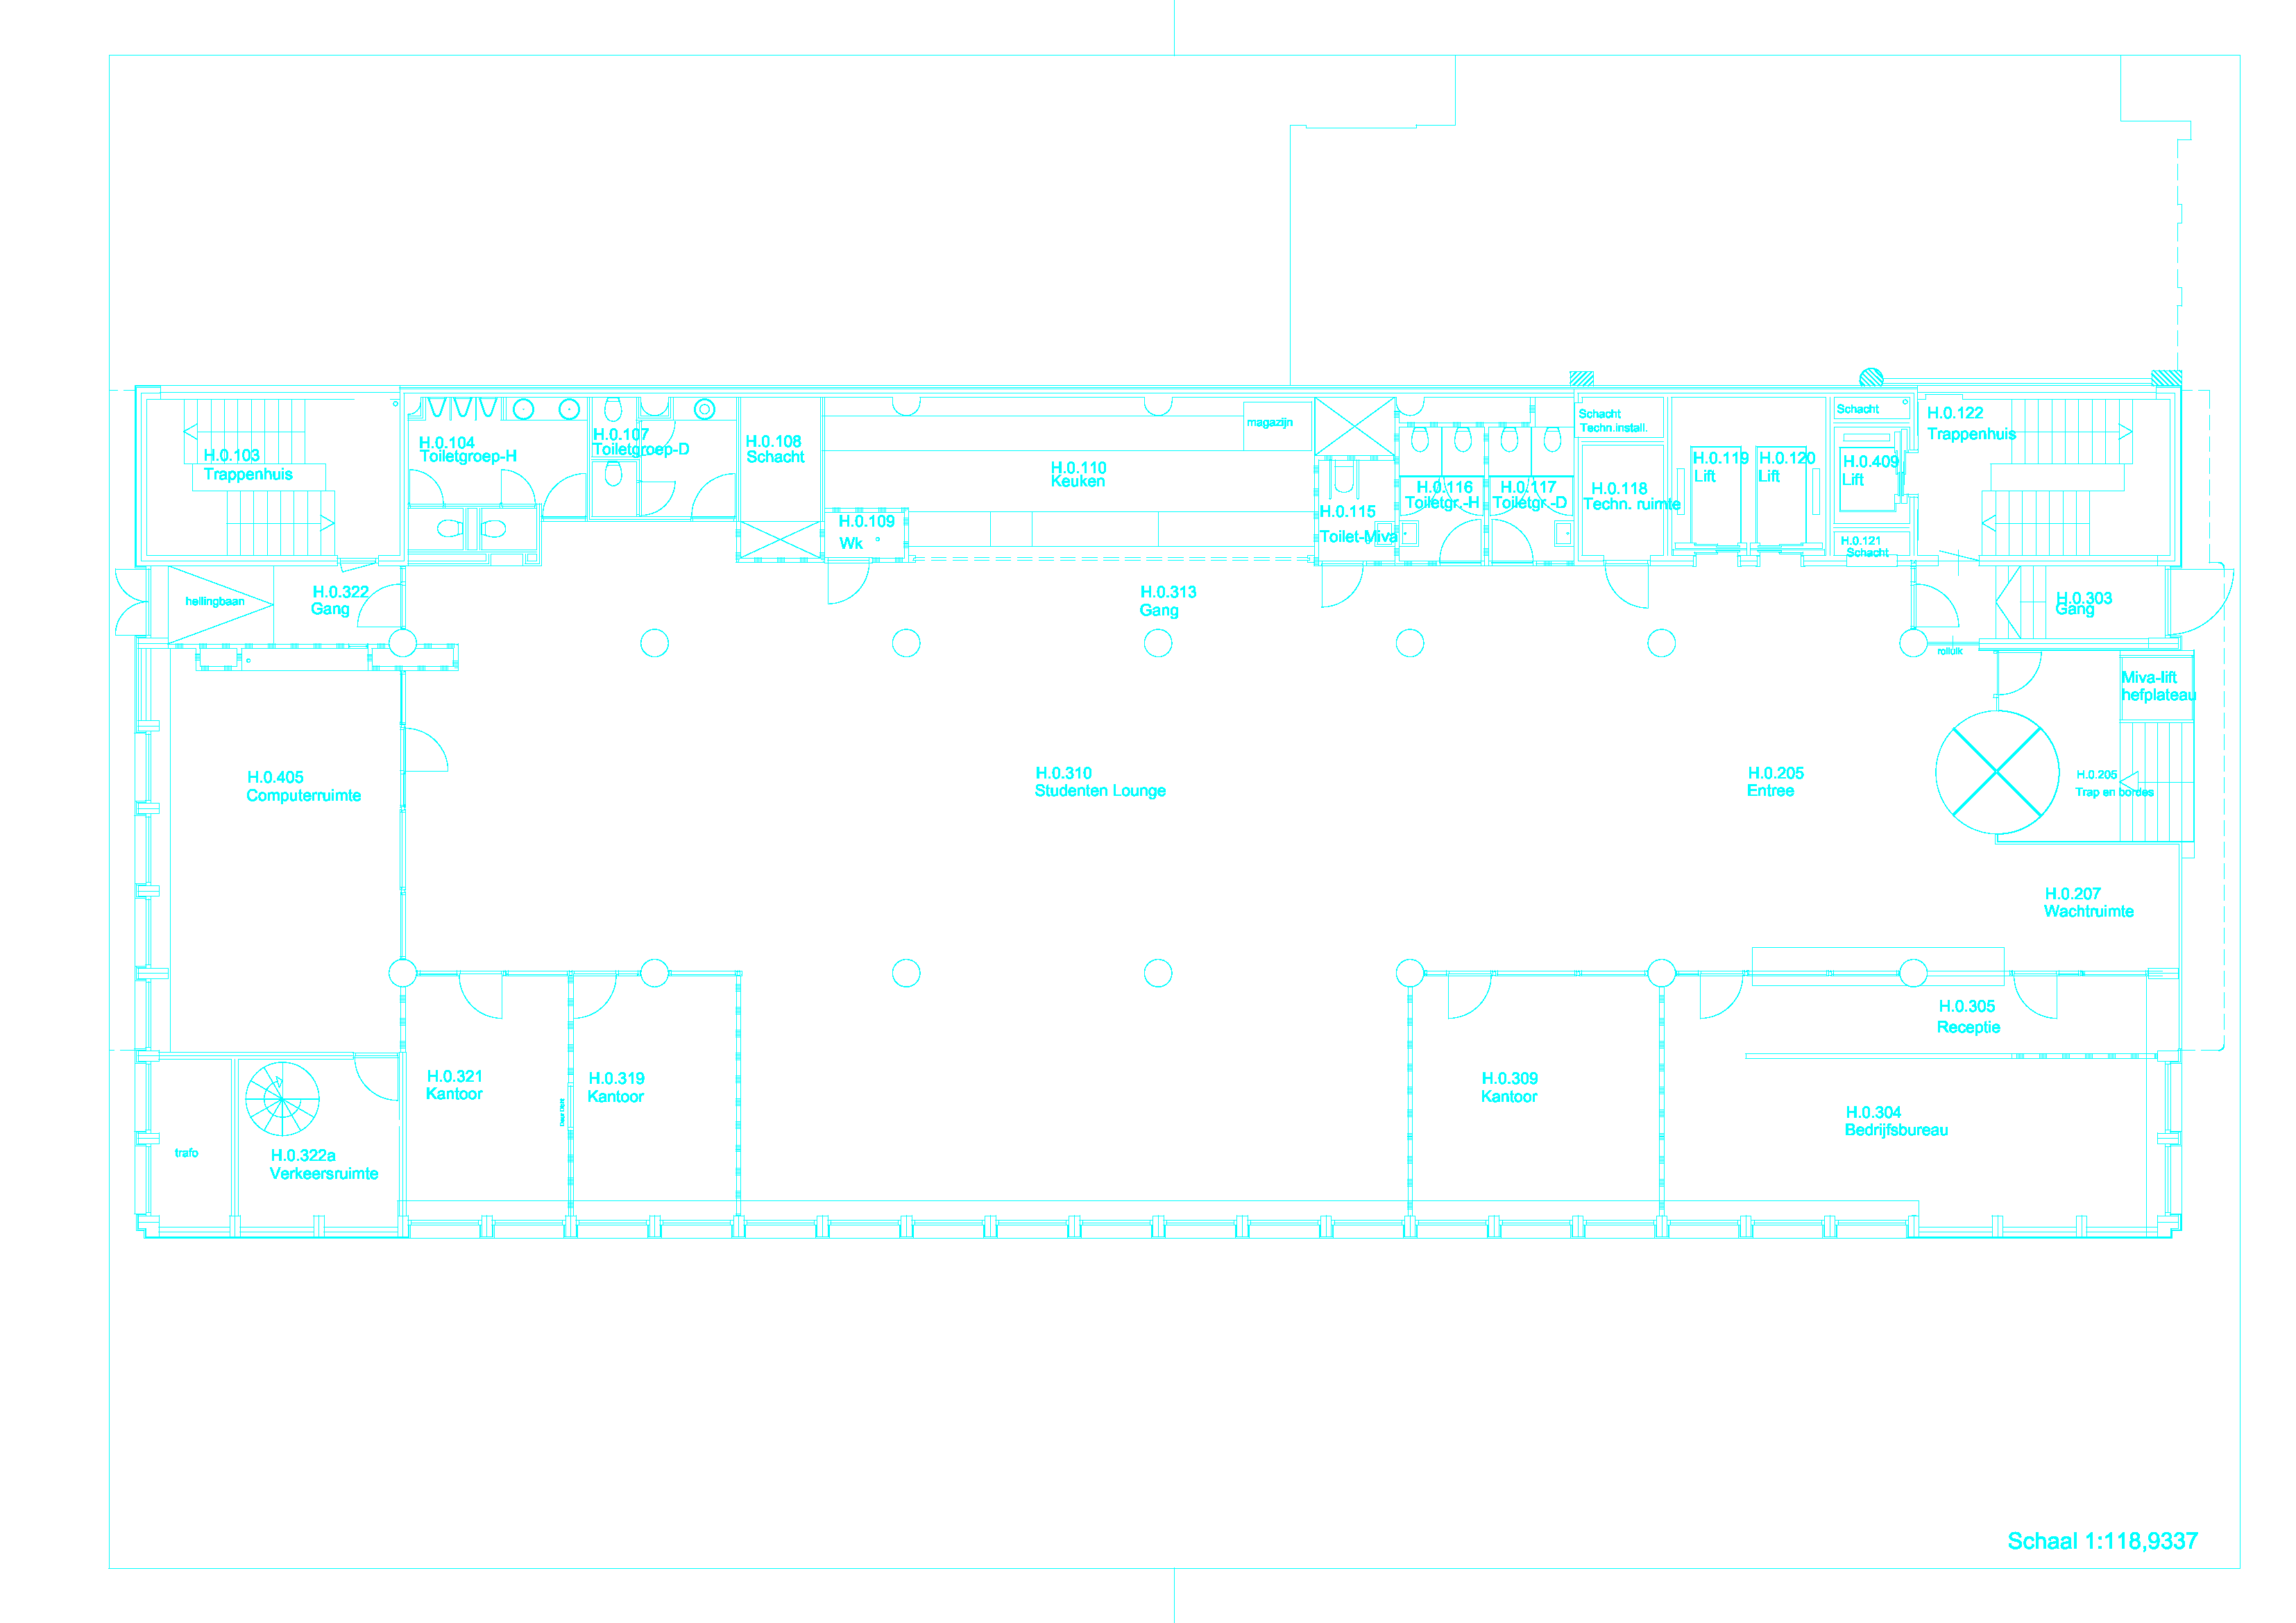 H.0.103
Trappenhuis
H.0.104
Toiletgroep-H
H.0.107
Toiletgroep-D
H.0.108
Schacht
H.0.109
Wk
H.0.110
Keuken
magazijn
H.0.115
Toilet-Miva
H.0.116
Toiletgr.-H
H.0.117
Toiletgr.-D
Schacht
Techn.install.
H.0.118
Techn. ruimte
H.0.119
Lift
H.0.120
Lift
Schacht
H.0.409
Lift
H.0.121
Schacht
H.0.122
Trappenhuis
hellingbaan
H.0.322
Gang
H.0.313
Gang
H.0.303
Gang
rolluik
Miva-lift
hefplateau
H.0.405
Computerruimte
H.0.310
Studenten Lounge
H.0.205
Entree
H.0.205
Trap en bordes
H.0.207
Wachtruimte
H.0.305
Receptie
H.0.321
Kantoor
H.0.319
Kantoor
H.0.309
Kantoor
H.0.304
Bedrijfsbureau
trafo
H.0.322a
Verkeersruimte
Schaal 1:118,9337